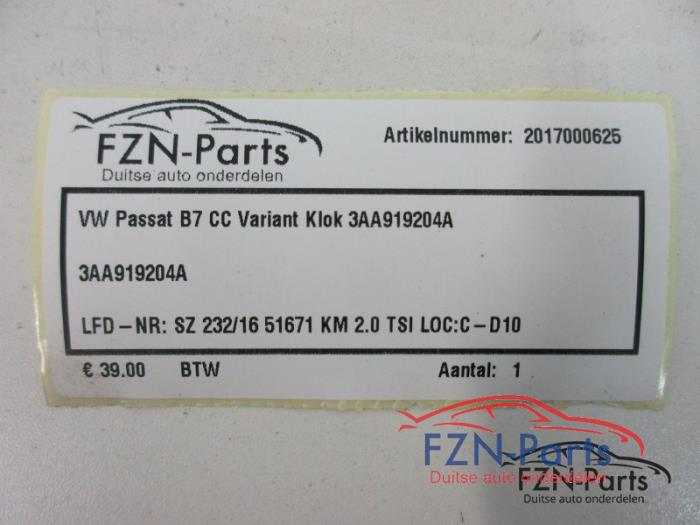 FZN-Parts
Duitse auto onderdelen
Artikelnummer: 2017000625
VW Passat B7 CC Variant Klok 3AA919204A
3AA919204A
LFD-NR: SZ 232/16 51671 KM 2.0 TSI LOC:C-D10
€ 39.00 BTW Aantal: 1
FZN-Parts
Duitse auto onderdelen
FZN-Parts
Duitse auto onderdelen